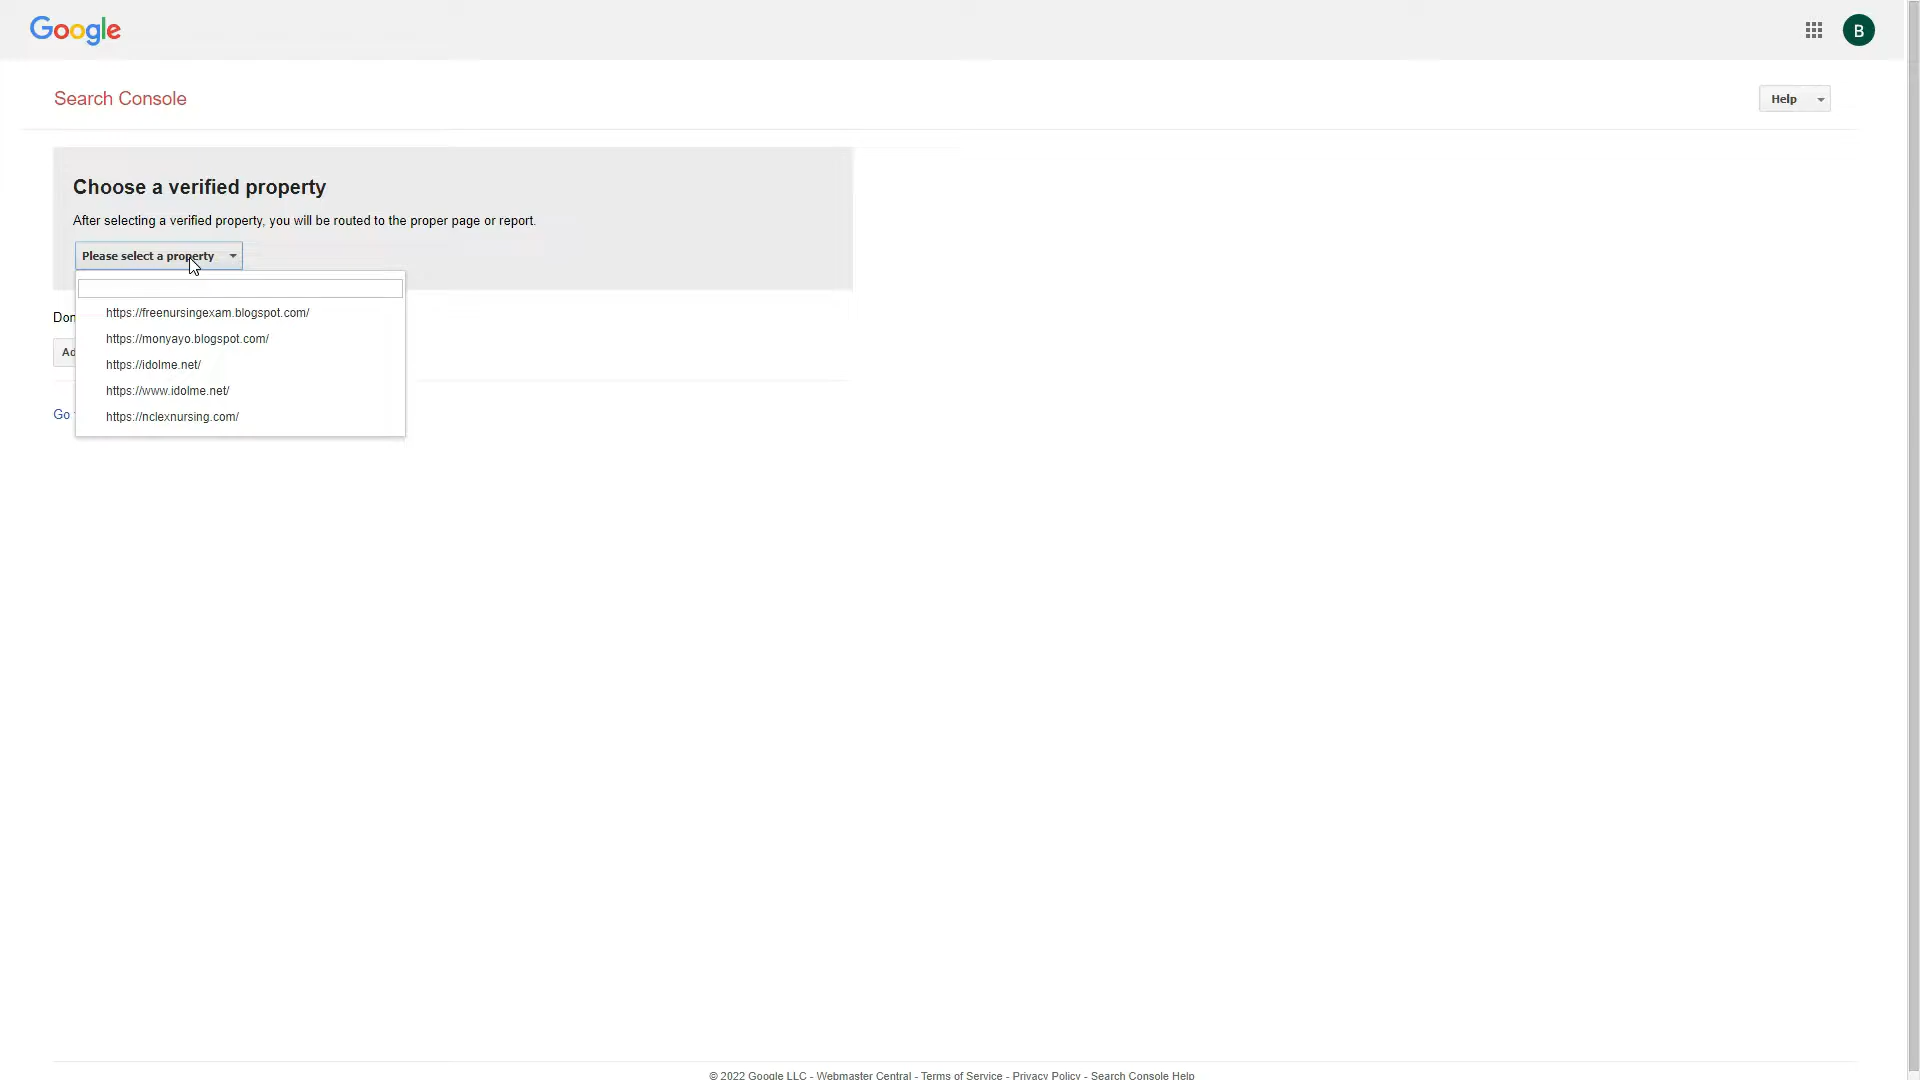 Google
B
Search Console
Help
Choose a verified property
After selecting a verified property, you will be routed to the proper page or report.
Please select a property
https://freenursingexam.blogspot.com/
Don
https://monyayo.blogspot.com/
Ad
https://idolme.net/
https://www.idolme.net/
Go
https://nclexnursing.com/
© 2022 Google LLC - Webmaster Central - Terms of Service - Privacy Policy - Search Console Help